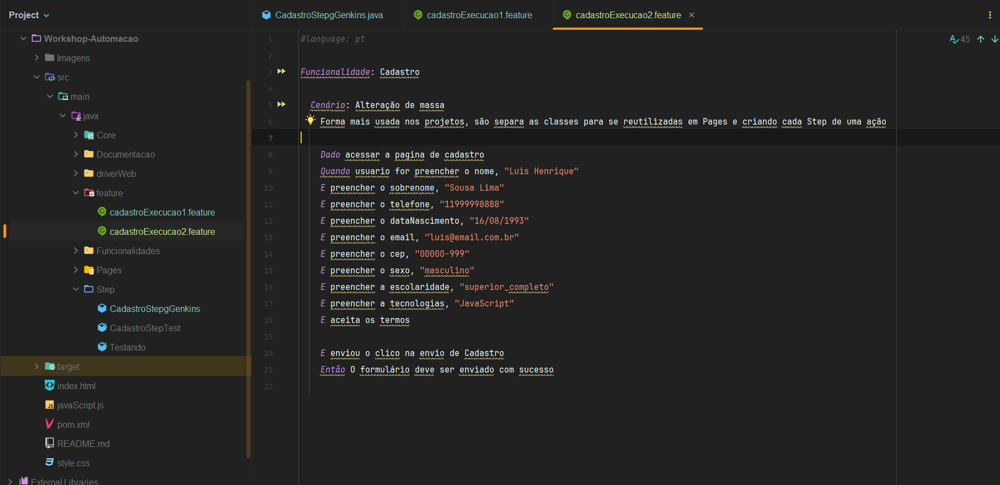 Project
CadastroStepgGenkins.java
cadastroExecucao1.feature
cadastroExecucao2.feature
Workshop-Automacao
Imagens
src
main
java
Core
Documentacao
driverWeb
feature
cadastroExecucao1.feature
cadastroExecucao2.feature
Funcionalidades
Pages
Step
CadastroStepgGenkins
CadastroStepTest
Testando
target
index.html
javaScript.js
pom.xml
README.md
style.css
External Libraries
45
1 #language: pt
2
3 Funcionalidade: Cadastro
4
5 Cenário: Alteração de massa
6 Forma mais usada nos projetos, são separa as classes para se reutilizadas em Pages e criando cada Step de uma ação
7
8 Dado acessar a pagina de cadastro
9 Quando usuario for preencher o nome, "Luis Henrique"
10 E preencher o sobrenome, "Sousa Lima"
11 E preencher o telefone, "11999998888"
12 E preencher o dataNascimento, "16/08/1993"
13 E preencher o email, "luis@email.com.br"
14 E preencher o cep, "00000-999"
15 E preencher o sexo, "masculino"
16 E preencher a escolaridade, "superior_completo"
17 E preencher a tecnologias, "JavaScript"
18 E aceita os termos
19
20 E enviou o clico na envio de Cadastro
21 Então O formulário deve ser enviado com sucesso
22